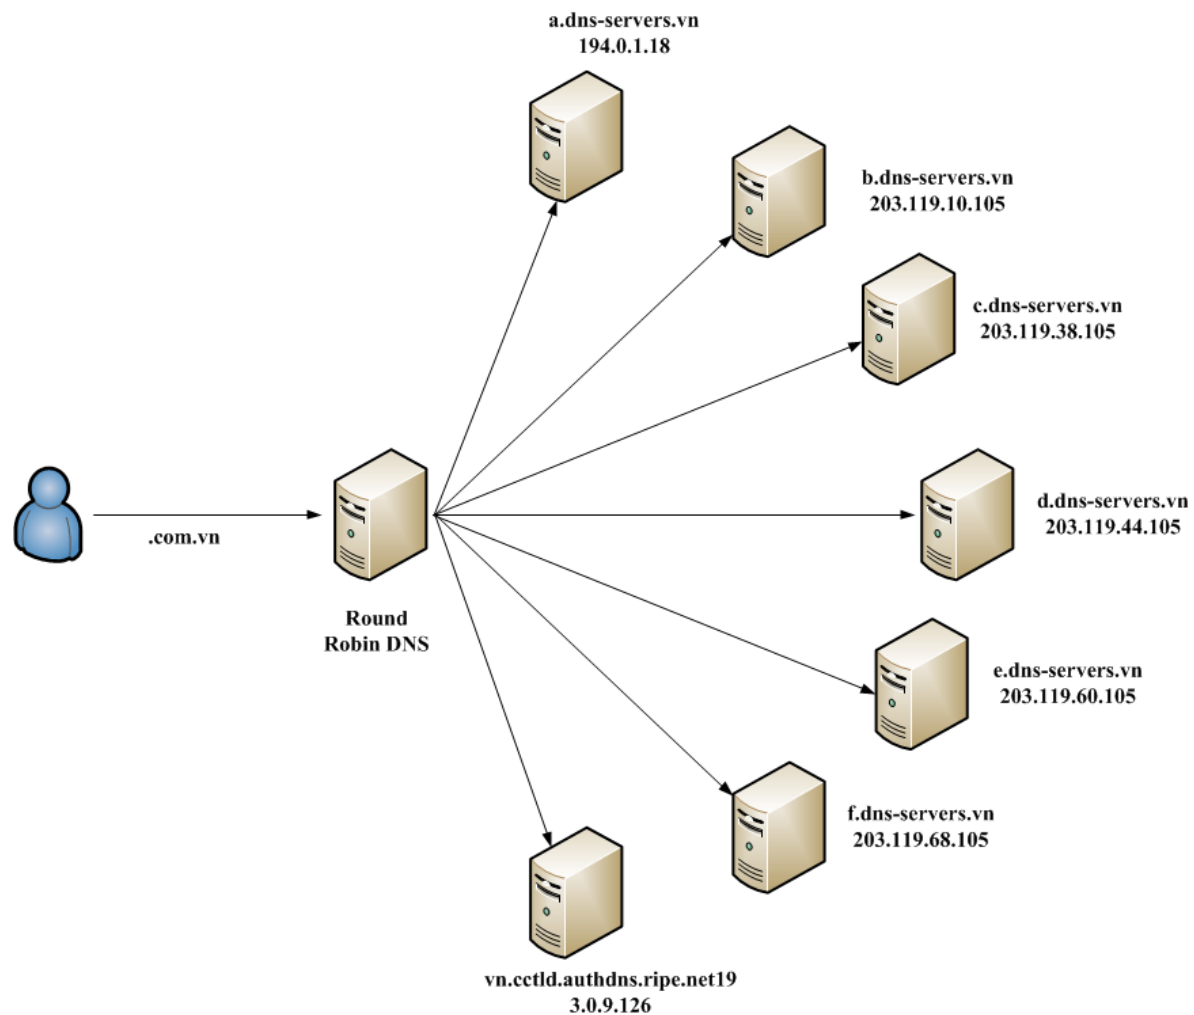 a.dns-servers.vn
194.0.1.18
b.dns-servers.vn
203.119.10.105
c.dns-servers.vn
203.119.38.105
d.dns-servers.vn
203.119.44.105
.com.vn
Round
Robin DNS
e.dns-servers.vn
203.119.60.105
f.dns-servers.vn
203.119.68.105
vn.cctld.authdns.ripe.net19
3.0.9.126